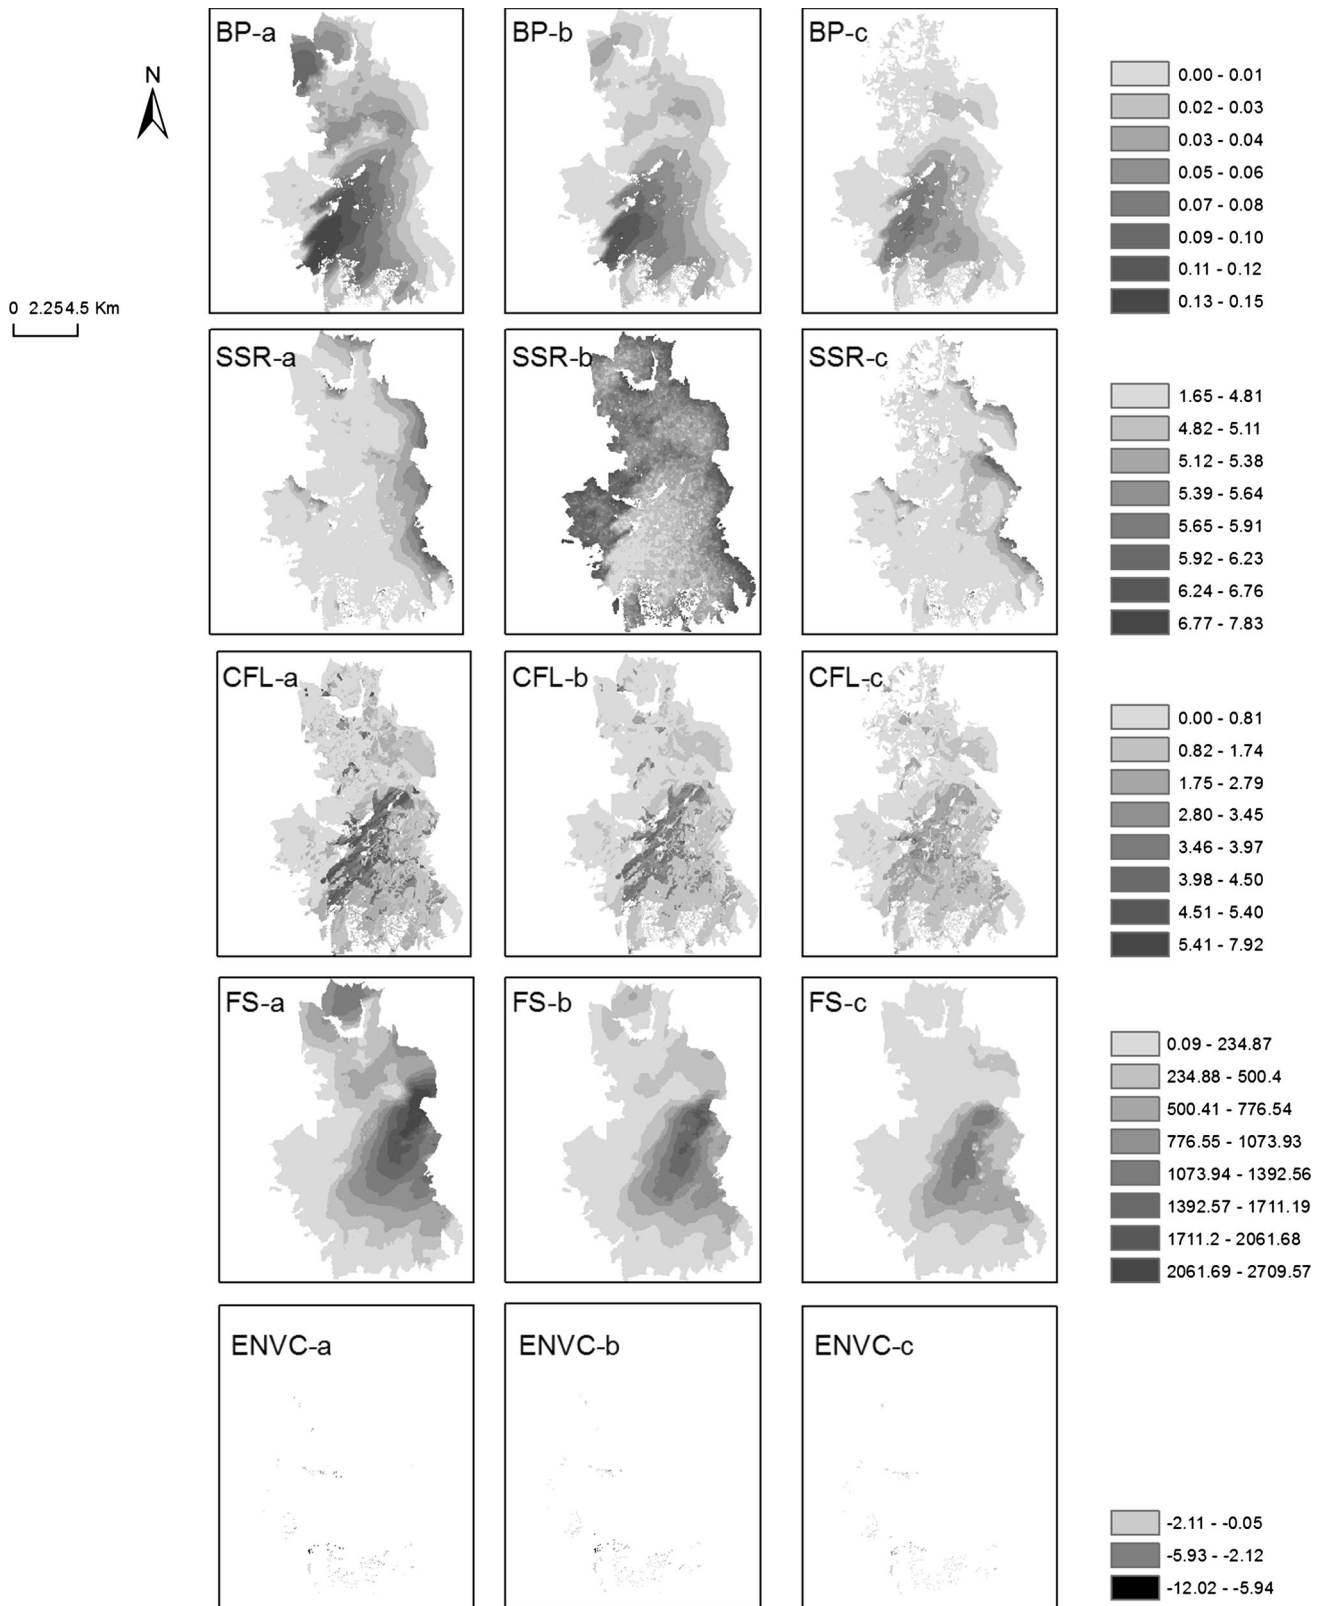 BP-a
BP-b
BP-c
N
0 2.254.5 Km
0.00 - 0.01
0.02 - 0.03
0.03 - 0.04
0.05 - 0.06
0.07 - 0.08
0.09 - 0.10
0.11 - 0.12
0.13 - 0.15
SSR-a
SSR-b
SSR-c
1.65 - 4.81
4.82 - 5.11
5.12 - 5.38
5.39 - 5.64
5.65 - 5.91
5.92 - 6.23
6.24 - 6.76
6.77 - 7.83
CFL-a
CFL-b
CFL-c
0.00 - 0.81
0.82 - 1.74
1.75 - 2.79
2.80 - 3.45
3.46 - 3.97
3.98 - 4.50
4.51 - 5.40
5.41 - 7.92
FS-a
FS-b
FS-c
0.09 - 234.87
234.88 - 500.4
500.41 - 776.54
776.55 - 1073.93
1073.94 - 1392.56
1392.57 - 1711.19
1711.2 - 2061.68
2061.69 - 2709.57
ENVC-a
ENVC-b
ENVC-c
-2.11 - -0.05
-5.93 - -2.12
-12.02 - -5.94